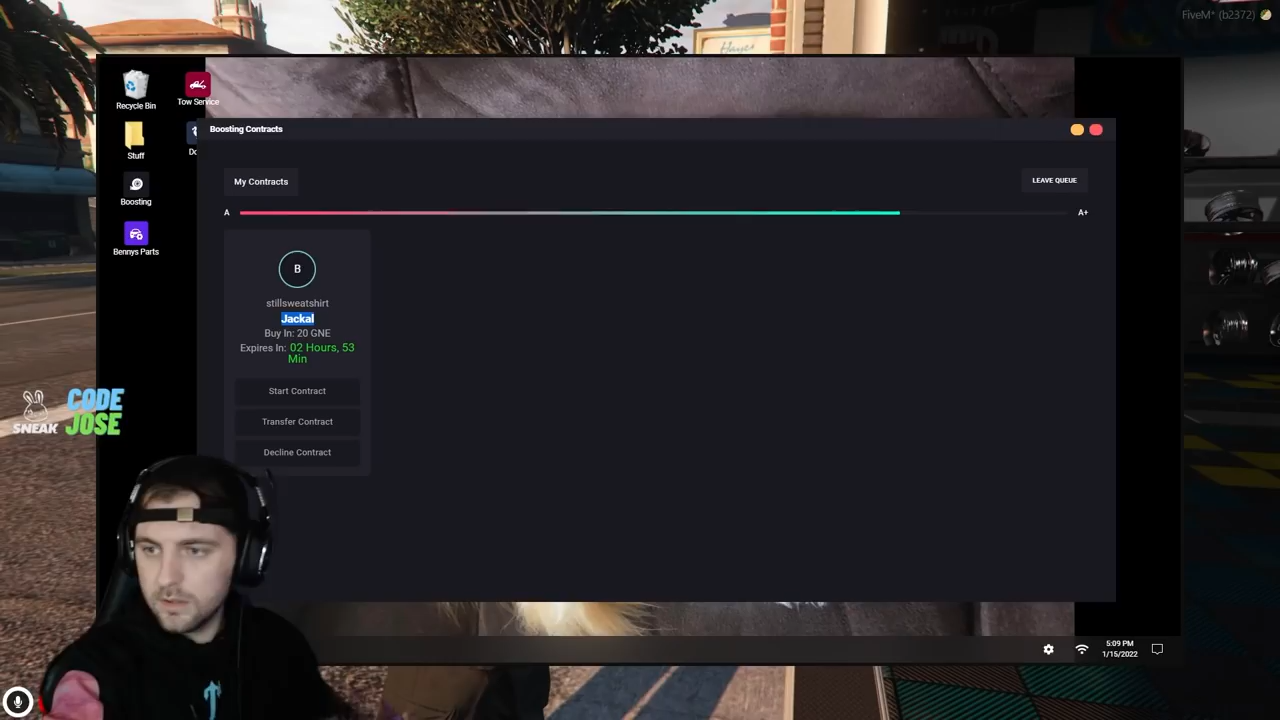 FiveM* (b2372)
Hayes
Recycle Bin
Tow Service
Stuff
Do
Boosting
Bennys Parts
Boosting Contracts
My Contracts
LEAVE QUEUE
A
A+
B
stillsweatshirt
Jackal
Buy In: 20 GNE
Expires In: 02 Hours, 53
Min
Start Contract
Transfer Contract
Decline Contract
SNEAK
CODE
JOSE
5:09 PM
1/15/2022